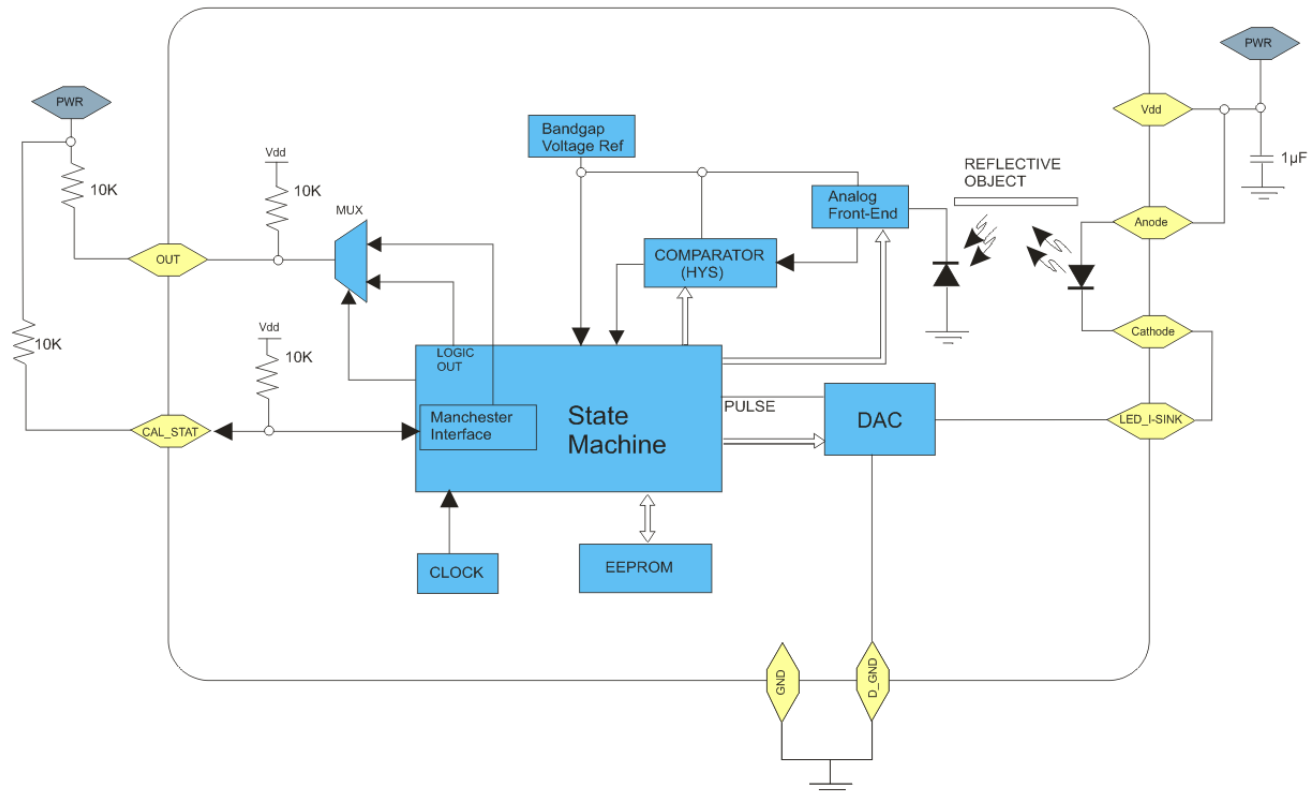 PWR
PWR
Vdd
Bandgap
Voltage Ref
REFLECTIVE
OBJECT
1µF
Vdd
10K
10K
MUX
Analog
Front-End
Anode
OUT
COMPARATOR
(HYS)
Vdd
10K
10K
Cathode
LOGIC
OUT
PULSE
DAC
CAL_STAT
Manchester
Interface
State
Machine
LED_I-SINK
CLOCK
EEPROM
GND
D_GND